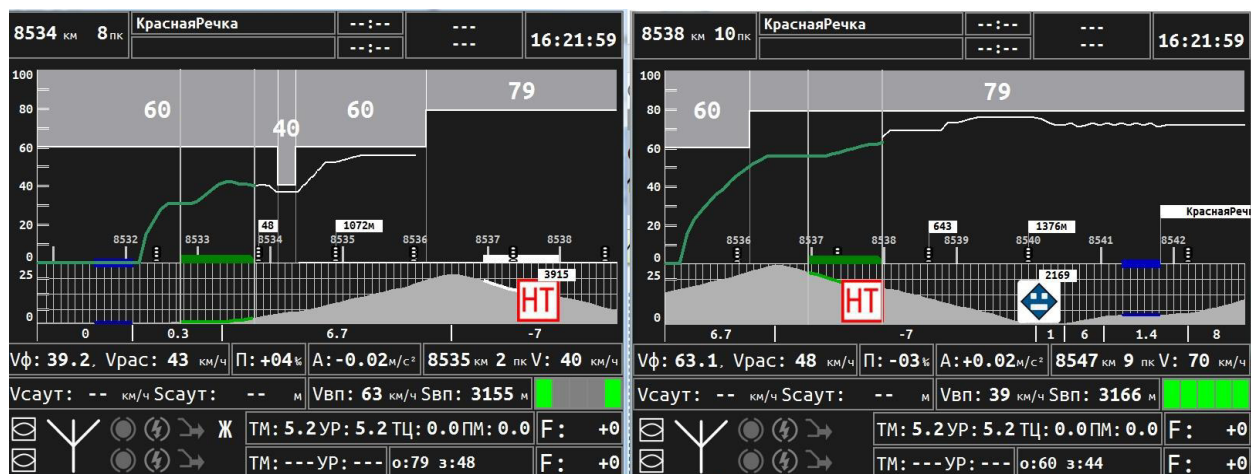 8534 км 8пк КраснаяРечка --:-- --- 16:21:59
--:-- ---
100
80
60
40
20
0
25
0
60 40 60 79
48 1072м
8532 8533 8534 8535 8536 8537 8538
3915
НТ
0 0.3 6.7 -7
Vф: 39.2, Vрас: 43 км/ч П: +04‰ А: -0.02м/с² 8535 км 2 пк V: 40 км/ч
Vсаут: -- км/ч Sсаут: -- м Vвп: 63 км/ч Sвп: 3155 м
Ж ТМ: 5.2 УР: 5.2 ТЦ: 0.0 ПМ: 0.0 F: +0
ТМ: --- УР: --- о:79 з:48 F: +0
8538 км 10пк КраснаяРечка --:-- --- 16:21:59
--:-- ---
100
80
60
40
20
0
25
0
60 79
643 1376м
КраснаяРечк
8536 8537 8538 8539 8540 8541 8542
2169
НТ
6.7 -7 1 6 1.4 8
Vф: 63.1, Vрас: 48 км/ч П: -03‰ А: +0.02м/с² 8547 км 9 пк V: 70 км/ч
Vсаут: -- км/ч Sсаут: -- м Vвп: 39 км/ч Sвп: 3166 м
ТМ: 5.2 УР: 5.2 ТЦ: 0.0 ПМ: 0.0 F: +0
ТМ: --- УР: --- о:60 з:44 F: +0